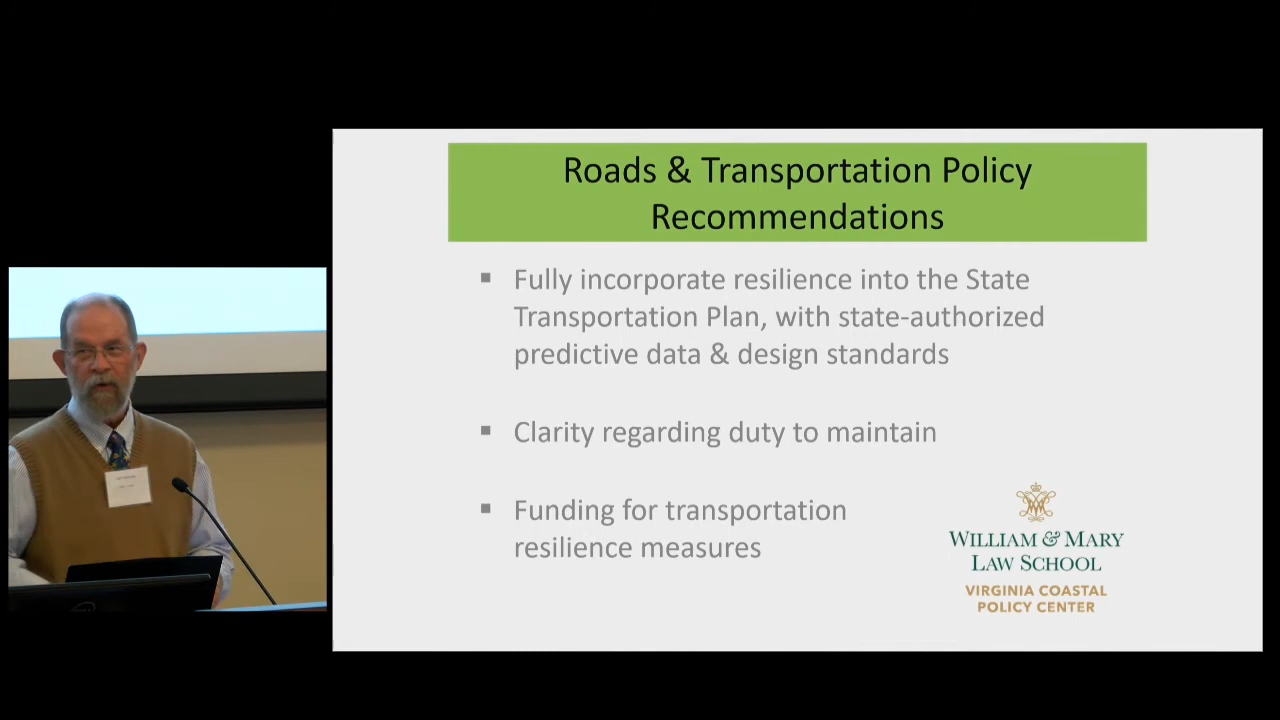 Roads & Transportation Policy
Recommendations
▪ Fully incorporate resilience into the State
Transportation Plan, with state-authorized
predictive data & design standards
▪ Clarity regarding duty to maintain
▪ Funding for transportation
resilience measures
WILLIAM & MARY
LAW SCHOOL
VIRGINIA COASTAL
POLICY CENTER